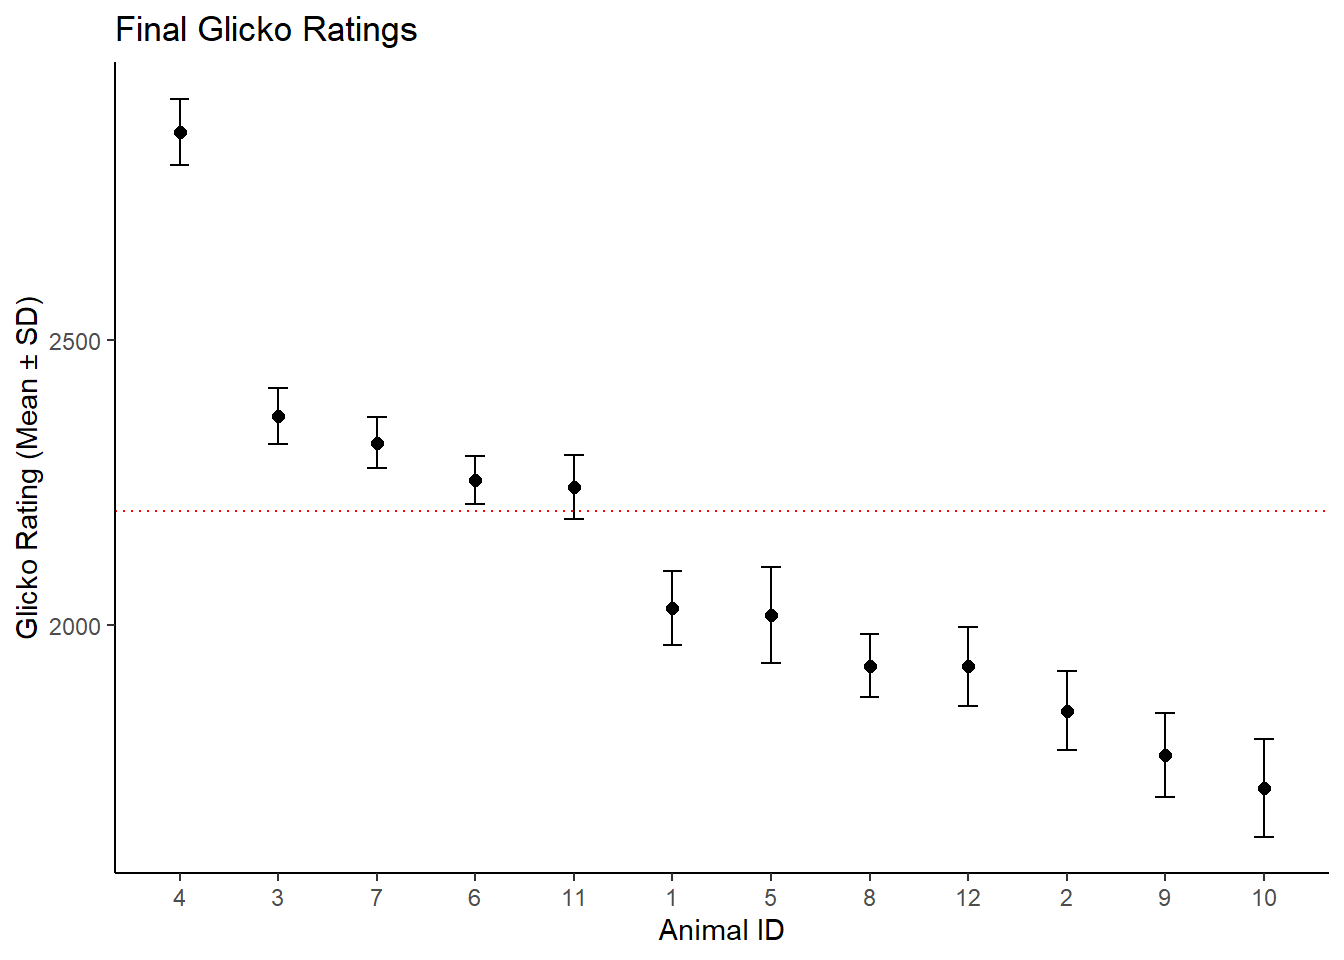 Final Glicko Ratings
Glicko Rating (Mean ± SD)
2500
2000
4 3 7 6 11 1 5 8 12 2 9 10
Animal ID